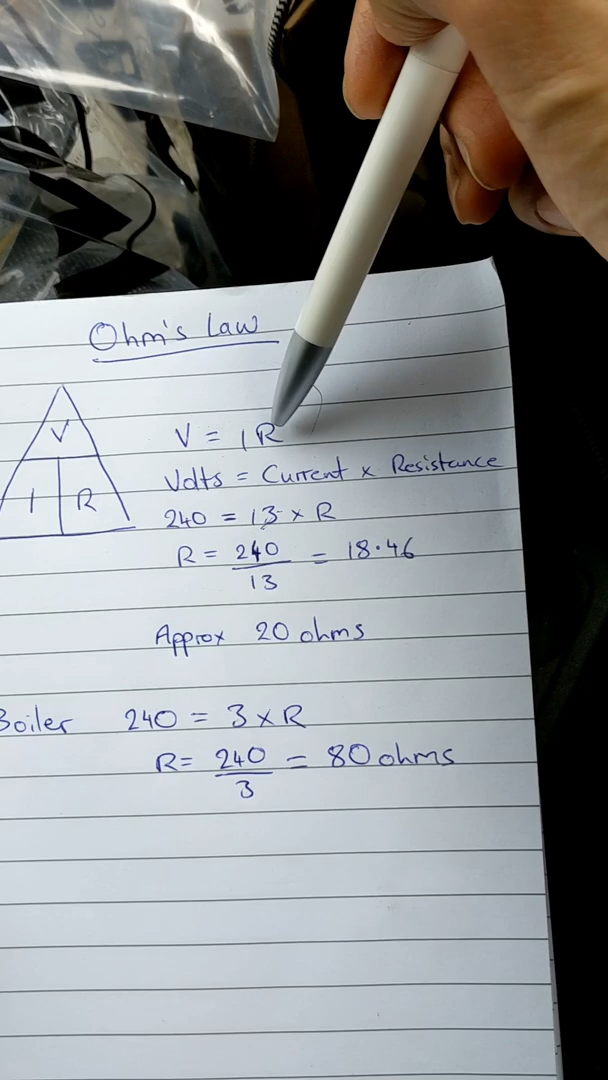 Ohm's Law
V
I R
V = IR
Volts = Current x Resistance
240 = 13 x R
R = 240/13 = 18.46
Approx 20 ohms
Boiler 240 = 3 x R
R = 240/3 = 80 ohms